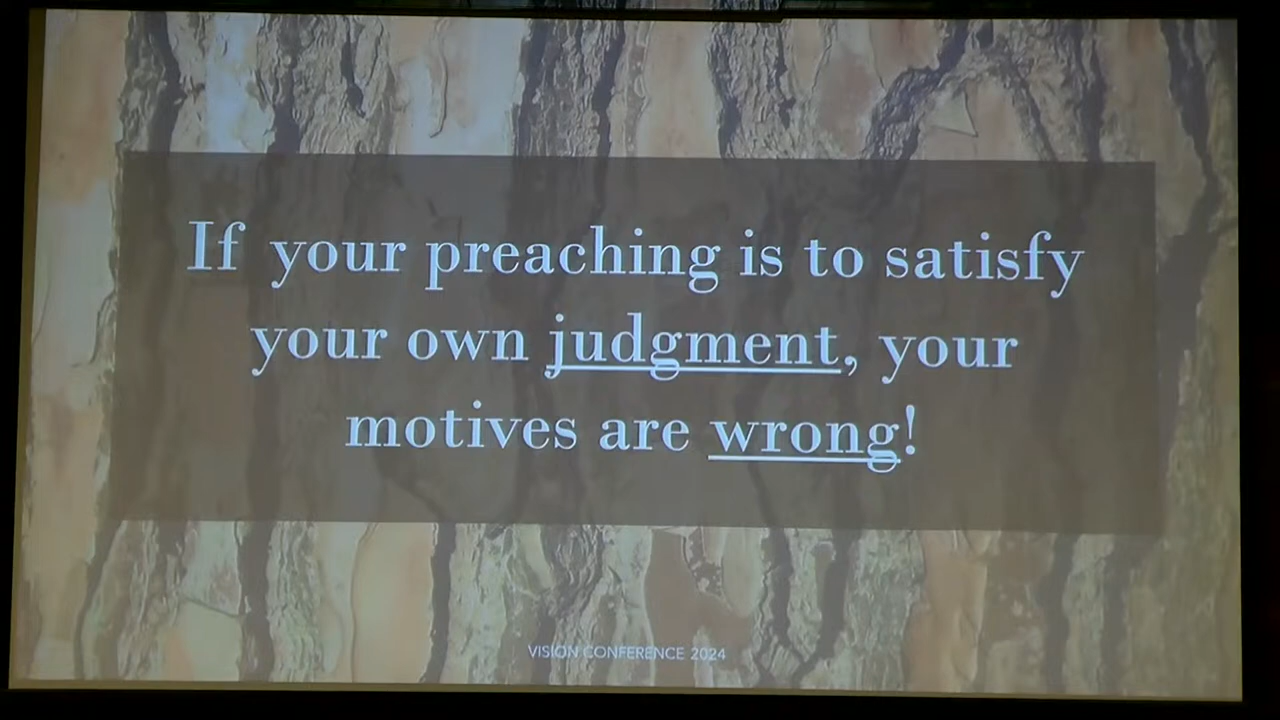 If your preaching is to satisfy
your own judgment, your
motives are wrong!
VISION CONFERENCE 2024